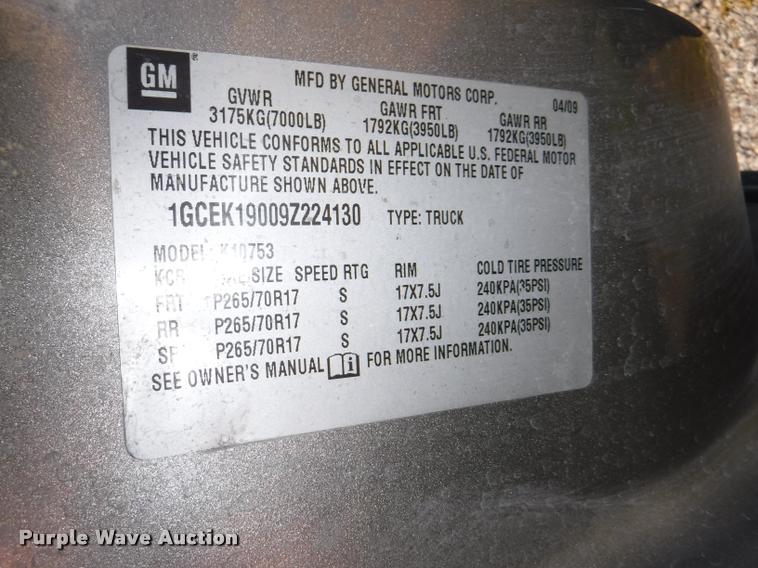 GM®
MFD BY GENERAL MOTORS CORP. 04/09
GVWR GAWR FRT GAWR RR
3175KG(7000LB) 1792KG(3950LB) 1792KG(3950LB)
THIS VEHICLE CONFORMS TO ALL APPLICABLE U.S. FEDERAL MOTOR
VEHICLE SAFETY STANDARDS IN EFFECT ON THE DATE OF
MANUFACTURE SHOWN ABOVE.
1GCEK19009Z224130 TYPE: TRUCK
MODEL: K10753
SIZE SPEED RTG RIM COLD TIRE PRESSURE
FRT P265/70R17 S 17X7.5J 240KPA(35PSI)
RR P265/70R17 S 17X7.5J 240KPA(35PSI)
SP P265/70R17 S 17X7.5J 240KPA(35PSI)
SEE OWNER'S MANUAL i FOR MORE INFORMATION.
Purple Wave Auction